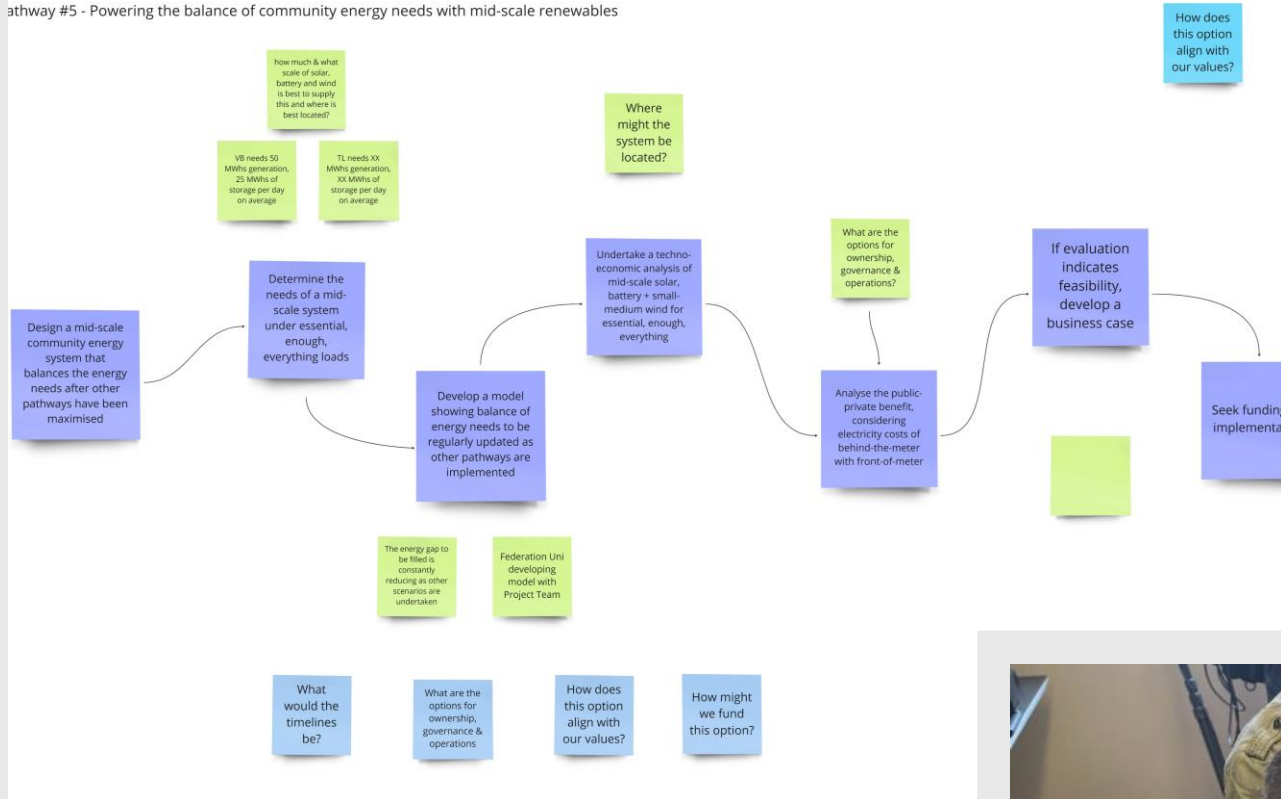 athway #5 - Powering the balance of community energy needs with mid-scale renewables
How does
this option
align with
our values?
how much & what
scale of solar,
battery and wind
is best to supply
this and where is
best located?
Where
might the
system be
located?
VB needs 50
MWhs generation,
25 MWhs of
storage per day
on average
TL needs XX
MWhs generation,
XX MWhs of
storage per day
on average
What are the
options for
ownership,
governance &
operations?
Design a mid-scale
community energy
system that
balances the energy
needs after other
pathways have been
maximised
Determine the
needs of a mid-
scale system
under essential,
enough,
everything loads
Develop a model
showing balance of
energy needs to be
regularly updated as
other pathways are
implemented
Undertake a techno-
economic analysis of
mid-scale solar,
battery + small-
medium wind for
essential, enough,
everything
Analyse the public-
private benefit,
considering
electricity costs of
behind-the-meter
with front-of-meter
If evaluation
indicates
feasibility,
develop a
business case
Seek funding
implementa
The energy gap to
be filled is
constantly
reducing as other
scenarios are
undertaken
Federation Uni
developing
model with
Project Team
What
would the
timelines
be?
What are the
options for
ownership,
governance &
operations
How does
this option
align with
our values?
How might
we fund
this option?